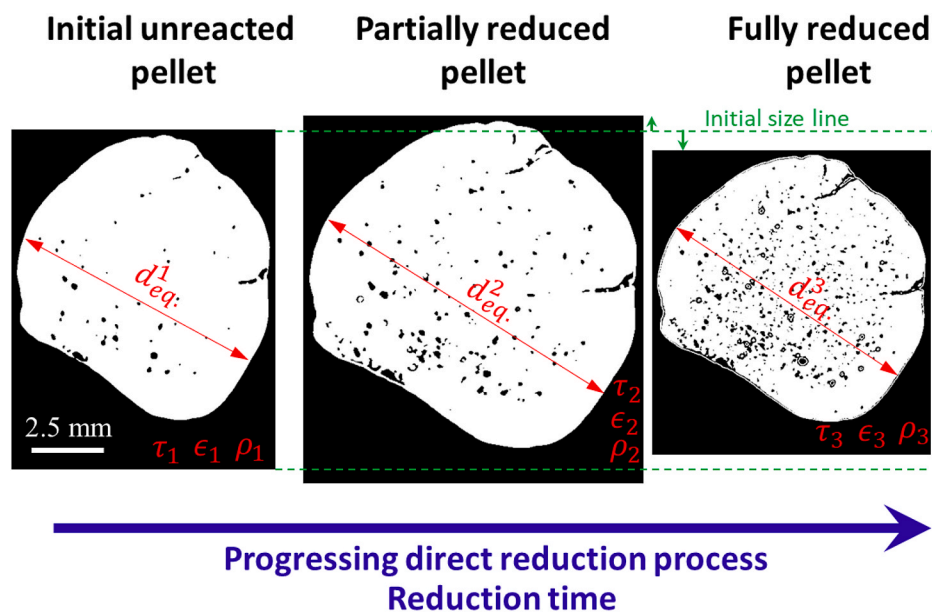 Initial unreacted
pellet
Partially reduced
pellet
Fully reduced
pellet
Initial size line
d¹eq.
d²eq.
d³eq.
2.5 mm
τ₁ ϵ₁ ρ₁
τ₂
ϵ₂
ρ₂
τ₃ ϵ₃ ρ₃
Progressing direct reduction process
Reduction time